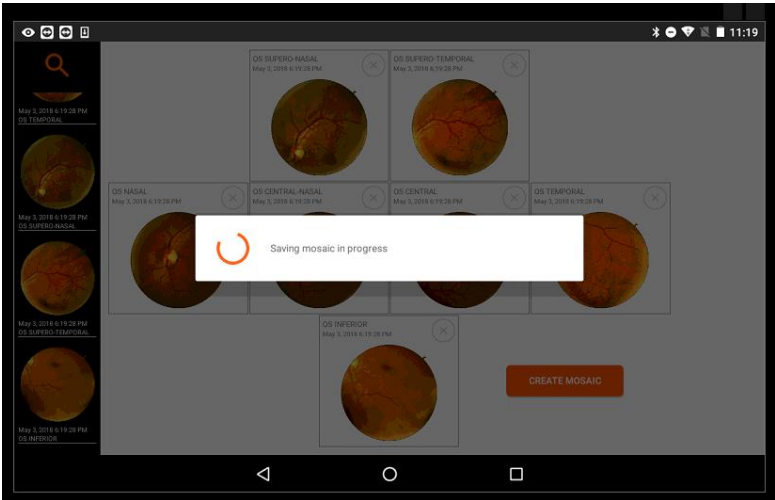 11:19
May 3, 2018 6:19:28 PM
OS TEMPORAL
May 3, 2018 6:19:28 PM
OS SUPERO-NASAL
May 3, 2018 6:19:28 PM
OS SUPERO-TEMPORAL
May 3, 2018 6:19:28 PM
OS INFERIOR
OS SUPERO-NASAL
May 3, 2018 6:19:28 PM
OS SUPERO-TEMPORAL
May 3, 2018 6:19:28 PM
OS NASAL
May 3, 2018 6:19:28 PM
OS CENTRAL-NASAL
May 3, 2018 6:19:28 PM
OS CENTRAL
May 3, 2018 6:19:28 PM
OS TEMPORAL
May 3, 2018 6:19:28 PM
Saving mosaic in progress
OS INFERIOR
May 3, 2018 6:19:28 PM
CREATE MOSAIC